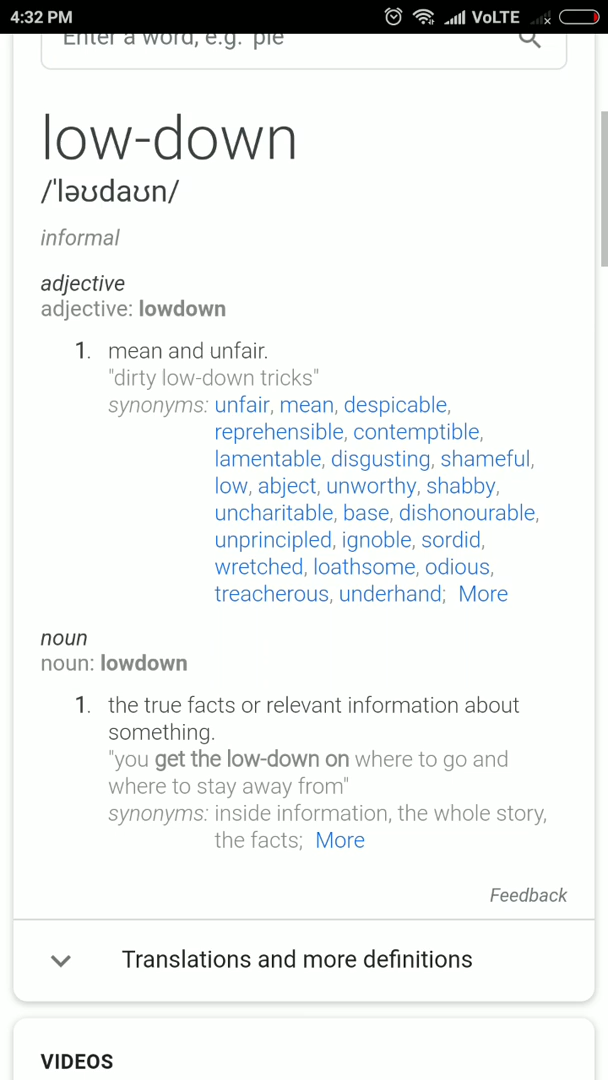 4:32 PM VoLTE
Enter a word, e.g. 'pie'
low-down
/ˈləʊdaʊn/
informal
adjective
adjective: lowdown
1. mean and unfair.
"dirty low-down tricks"
synonyms: unfair, mean, despicable,
reprehensible, contemptible,
lamentable, disgusting, shameful,
low, abject, unworthy, shabby,
uncharitable, base, dishonourable,
unprincipled, ignoble, sordid,
wretched, loathsome, odious,
treacherous, underhand; More
noun
noun: lowdown
1. the true facts or relevant information about
something.
"you get the low-down on where to go and
where to stay away from"
synonyms: inside information, the whole story,
the facts; More
Feedback
Translations and more definitions
VIDEOS